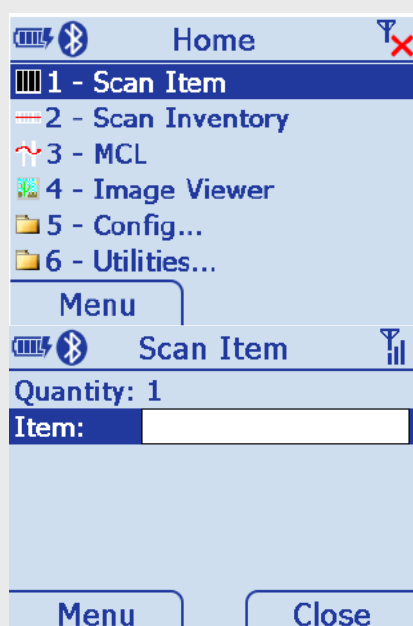 Home
1 - Scan Item
2 - Scan Inventory
3 - MCL
4 - Image Viewer
5 - Config...
6 - Utilities...
Menu
Scan Item
Quantity: 1
Item:
Menu Close